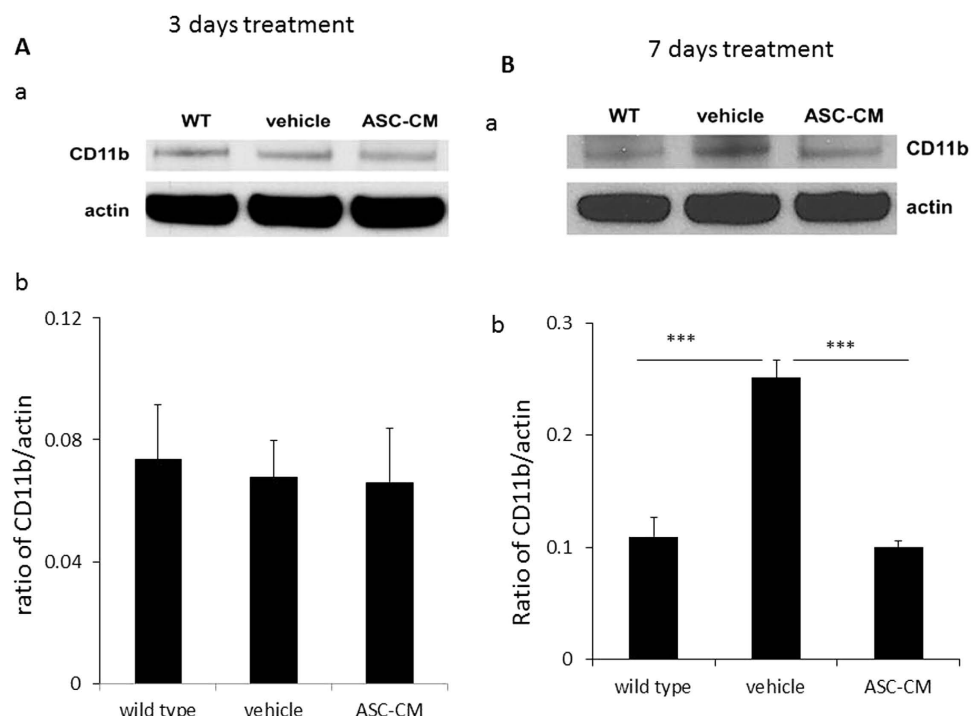 3 days treatment
A
a
WT vehicle ASC-CM
CD11b
actin
b
0.12
0.08
0.04
0
ratio of CD11b/actin
wild type vehicle ASC-CM
7 days treatment
B
a
WT vehicle ASC-CM
CD11b
actin
b
0.3
0.2
0.1
0
Ratio of CD11b/actin
*** ***
wild type vehicle ASC-CM